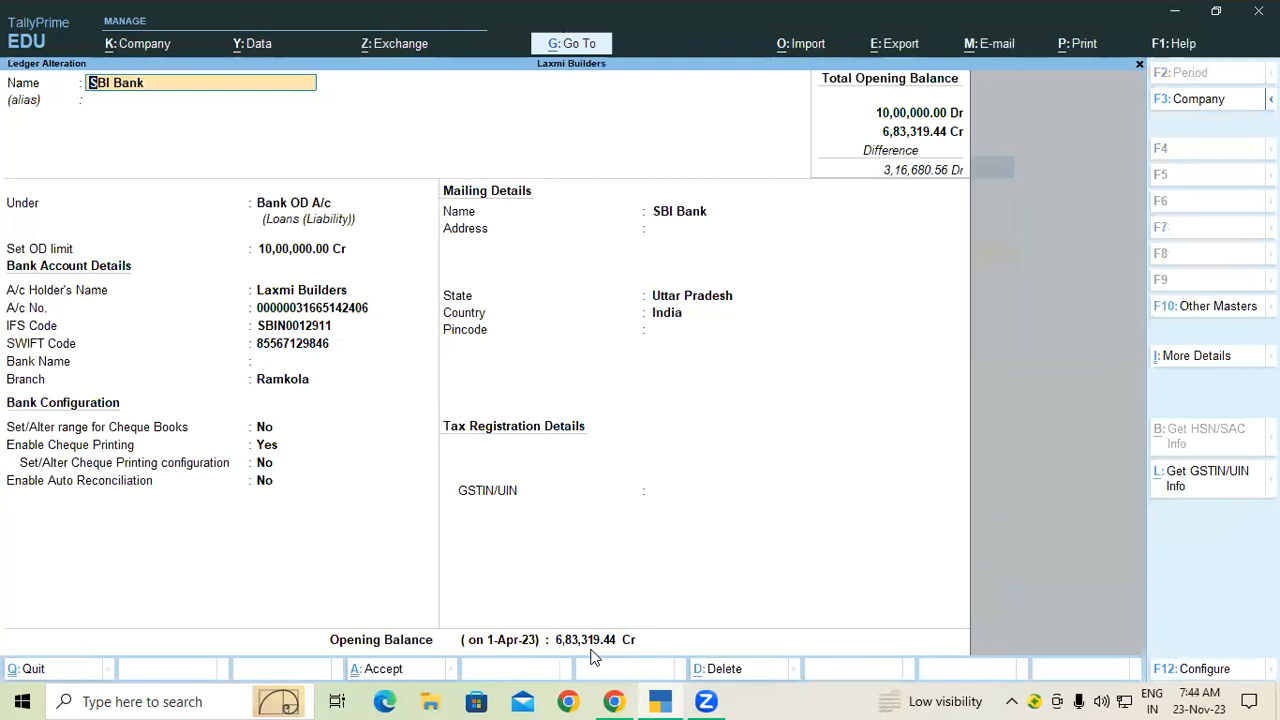 TallyPrime
EDU
MANAGE
K: Company
Y: Data
Z: Exchange
G: Go To
O: Import
E: Export
M: E-mail
P: Print
F1: Help
Ledger Alteration
Laxmi Builders
Name : SBI Bank
(alias) :
Total Opening Balance
10,00,000.00 Dr
6,83,319.44 Cr
Difference
3,16,680.56 Dr
Under : Bank OD A/c
(Loans (Liability))
Set OD limit : 10,00,000.00 Cr
Bank Account Details
A/c Holder's Name : Laxmi Builders
A/c No. : 00000031665142406
IFS Code : SBIN0012911
SWIFT Code : 85567129846
Bank Name :
Branch : Ramkola
Bank Configuration
Set/Alter range for Cheque Books : No
Enable Cheque Printing : Yes
Set/Alter Cheque Printing configuration : No
Enable Auto Reconciliation : No
Mailing Details
Name : SBI Bank
Address :
State : Uttar Pradesh
Country : India
Pincode :
Tax Registration Details
GSTIN/UIN :
Opening Balance ( on 1-Apr-23) : 6,83,319.44 Cr
F2: Period
F3: Company
F4
F5
F6
F7
F8
F9
F10: Other Masters
I: More Details
B: Get HSN/SAC
Info
L: Get GSTIN/UIN
Info
Q: Quit
A: Accept
D: Delete
F12: Configure
Type here to search
Low visibility
ENG
IN
7:44 AM
23-Nov-23